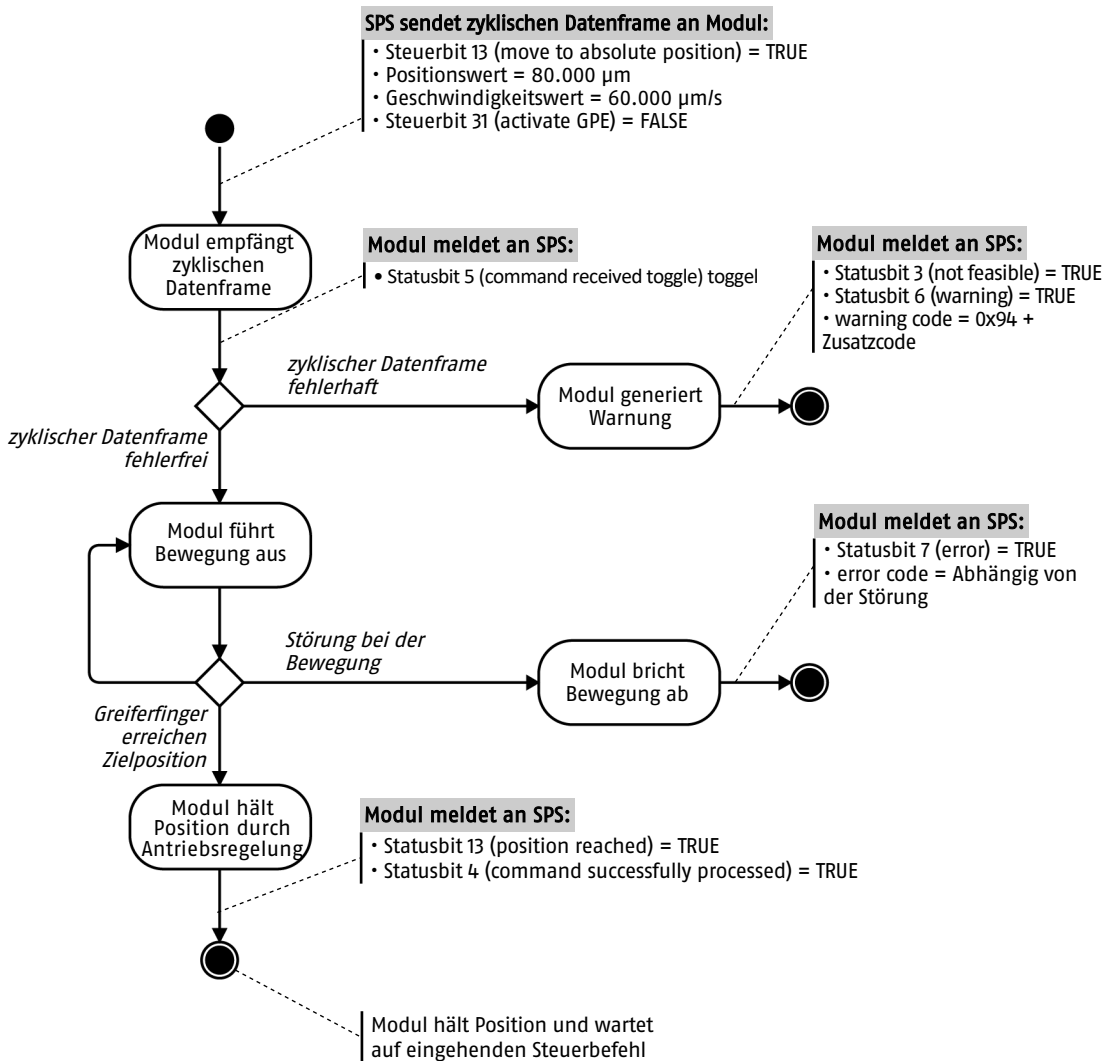 SPS sendet zyklischen Datenframe an Modul:
• Steuerbit 13 (move to absolute position) = TRUE
• Positionswert = 80.000 µm
• Geschwindigkeitswert = 60.000 µm/s
• Steuerbit 31 (activate GPE) = FALSE
Modul empfängt
zyklischen
Datenframe
Modul meldet an SPS:
• Statusbit 5 (command received toggle) toggel
Modul meldet an SPS:
• Statusbit 3 (not feasible) = TRUE
• Statusbit 6 (warning) = TRUE
• warning code = 0x94 +
Zusatzcode
zyklischer Datenframe
fehlerhaft
Modul generiert
Warnung
zyklischer Datenframe
fehlerfrei
Modul führt
Bewegung aus
Modul meldet an SPS:
• Statusbit 7 (error) = TRUE
• error code = Abhängig von
der Störung
Störung bei der
Bewegung
Modul bricht
Bewegung ab
Greiferfinger
erreichen
Zielposition
Modul hält
Position durch
Antriebsregelung
Modul meldet an SPS:
• Statusbit 13 (position reached) = TRUE
• Statusbit 4 (command successfully processed) = TRUE
Modul hält Position und wartet
auf eingehenden Steuerbefehl